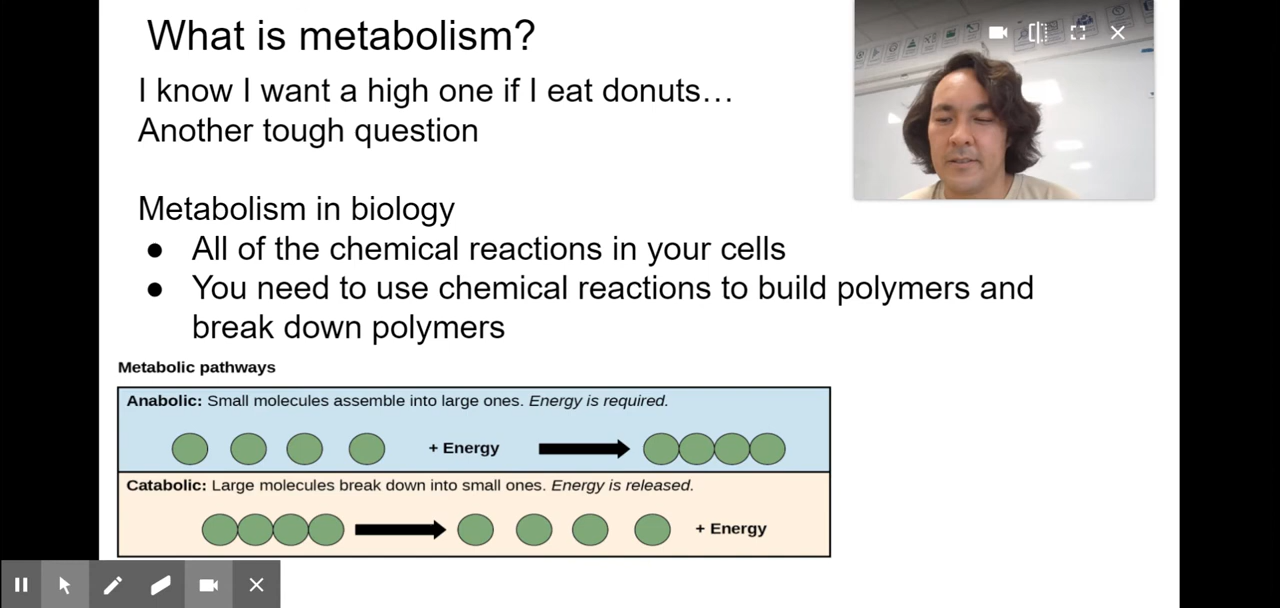 What is metabolism?
I know I want a high one if I eat donuts…
Another tough question
Metabolism in biology
● All of the chemical reactions in your cells
● You need to use chemical reactions to build polymers and
break down polymers
Metabolic pathways
Anabolic: Small molecules assemble into large ones. Energy is required.
+ Energy
Catabolic: Large molecules break down into small ones. Energy is released.
+ Energy